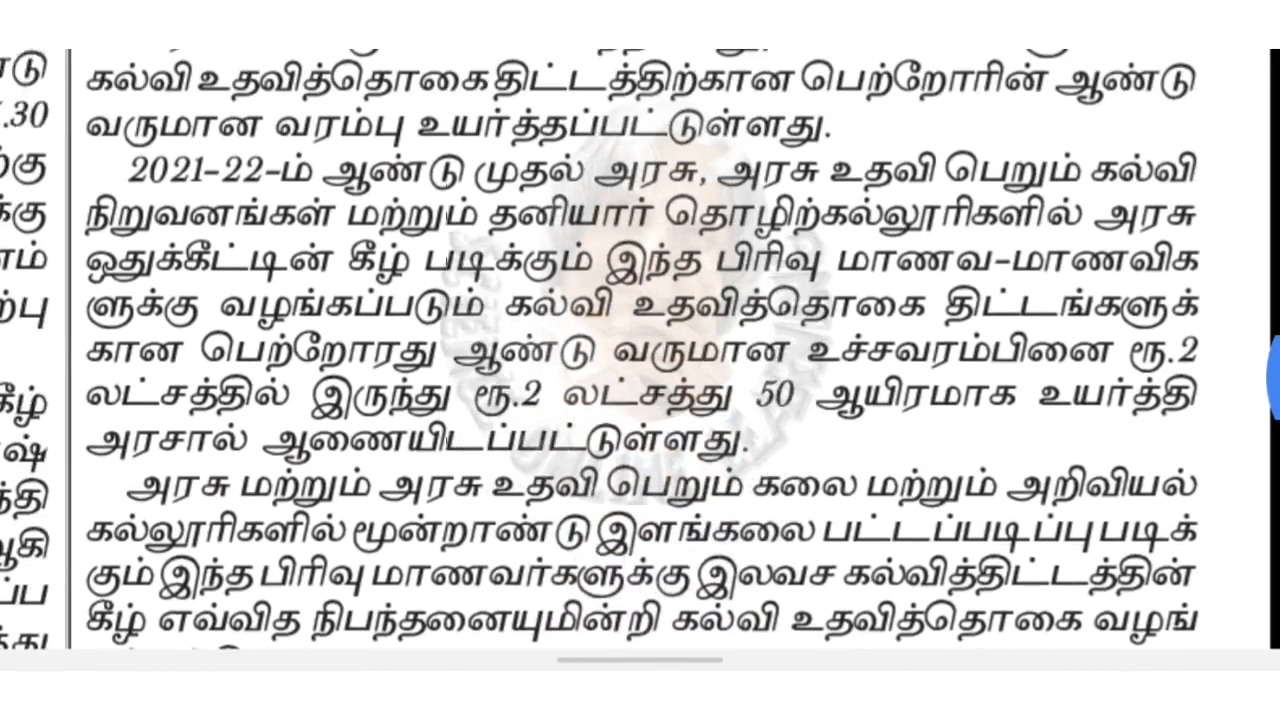 கல்வி உதவித்தொகை திட்டத்திற்கான பெற்றோரின் ஆண்டு
வருமான வரம்பு உயர்த்தப்பட்டுள்ளது.
2021-22-ம் ஆண்டு முதல் அரசு, அரசு உதவி பெறும் கல்வி
நிறுவனங்கள் மற்றும் தனியார் தொழிற்கல்லூரிகளில் அரசு
ஒதுக்கீட்டின் கீழ் படிக்கும் இந்த பிரிவு மாணவ-மாணவிக
ளுக்கு வழங்கப்படும் கல்வி உதவித்தொகை திட்டங்களுக்
கான பெற்றோரது ஆண்டு வருமான உச்சவரம்பினை ரூ.2
லட்சத்தில் இருந்து ரூ.2 லட்சத்து 50 ஆயிரமாக உயர்த்தி
அரசால் ஆணையிடப்பட்டுள்ளது.
அரசு மற்றும் அரசு உதவி பெறும் கலை மற்றும் அறிவியல்
கல்லூரிகளில் மூன்றாண்டு இளங்கலை பட்டப்படிப்பு படிக்
கும் இந்த பிரிவு மாணவர்களுக்கு இலவச கல்வித்திட்டத்தின்
கீழ் எவ்வித நிபந்தனையுமின்றி கல்வி உதவித்தொகை வழங்